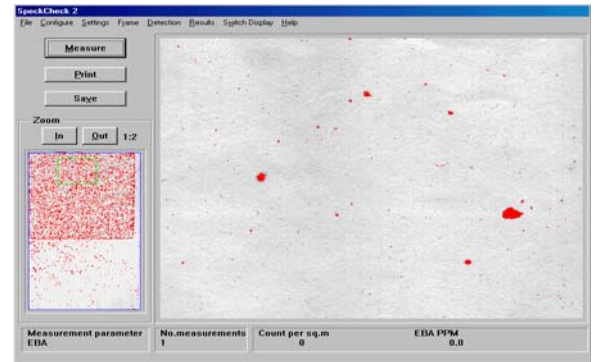 SpeckCheck 2
File Configure Settings Frame Detection Results Switch Display Help
Measure
Print
Save
Zoom
In Out 1:2
Measurement parameter No.measurements Count per sq.m EBA PPM
EBA 1 0 0.0